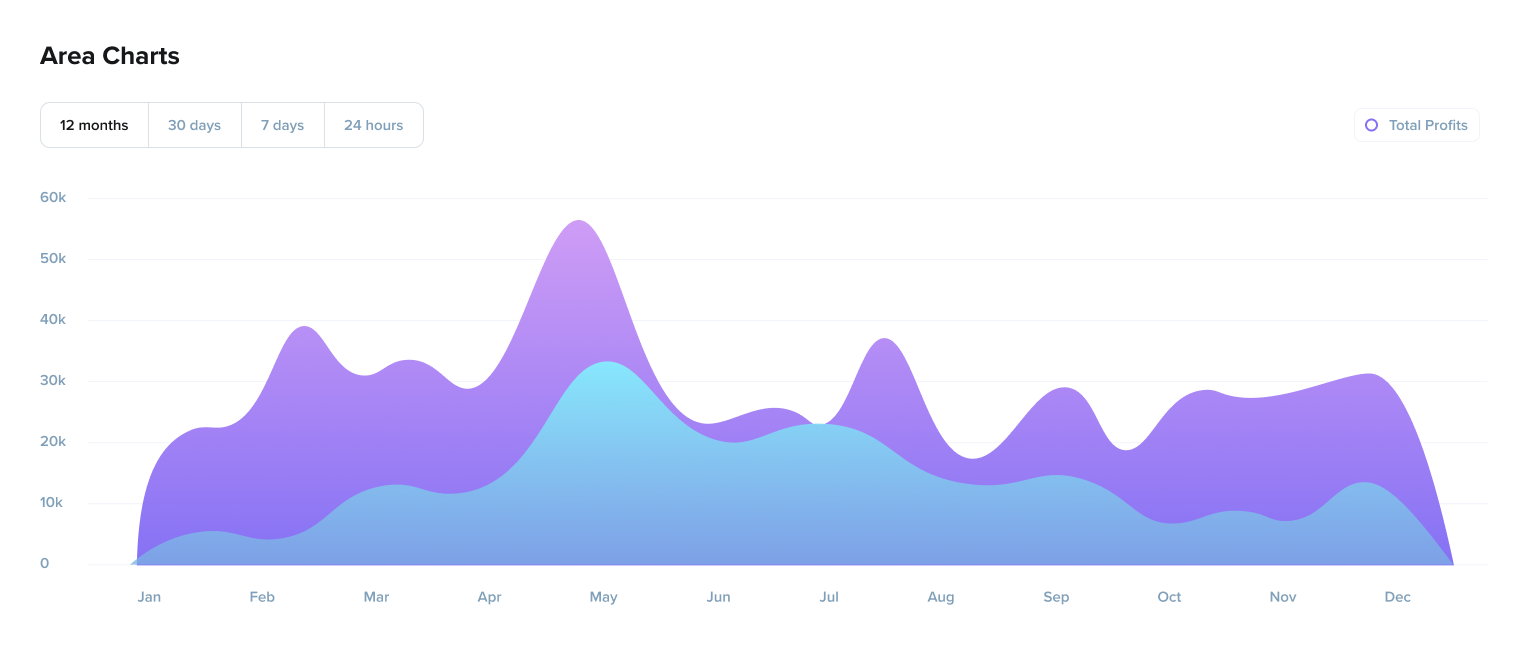 Area Charts
12 months 30 days 7 days 24 hours Total Profits
60k
50k
40k
30k
20k
10k
0
Jan Feb Mar Apr May Jun Jul Aug Sep Oct Nov Dec